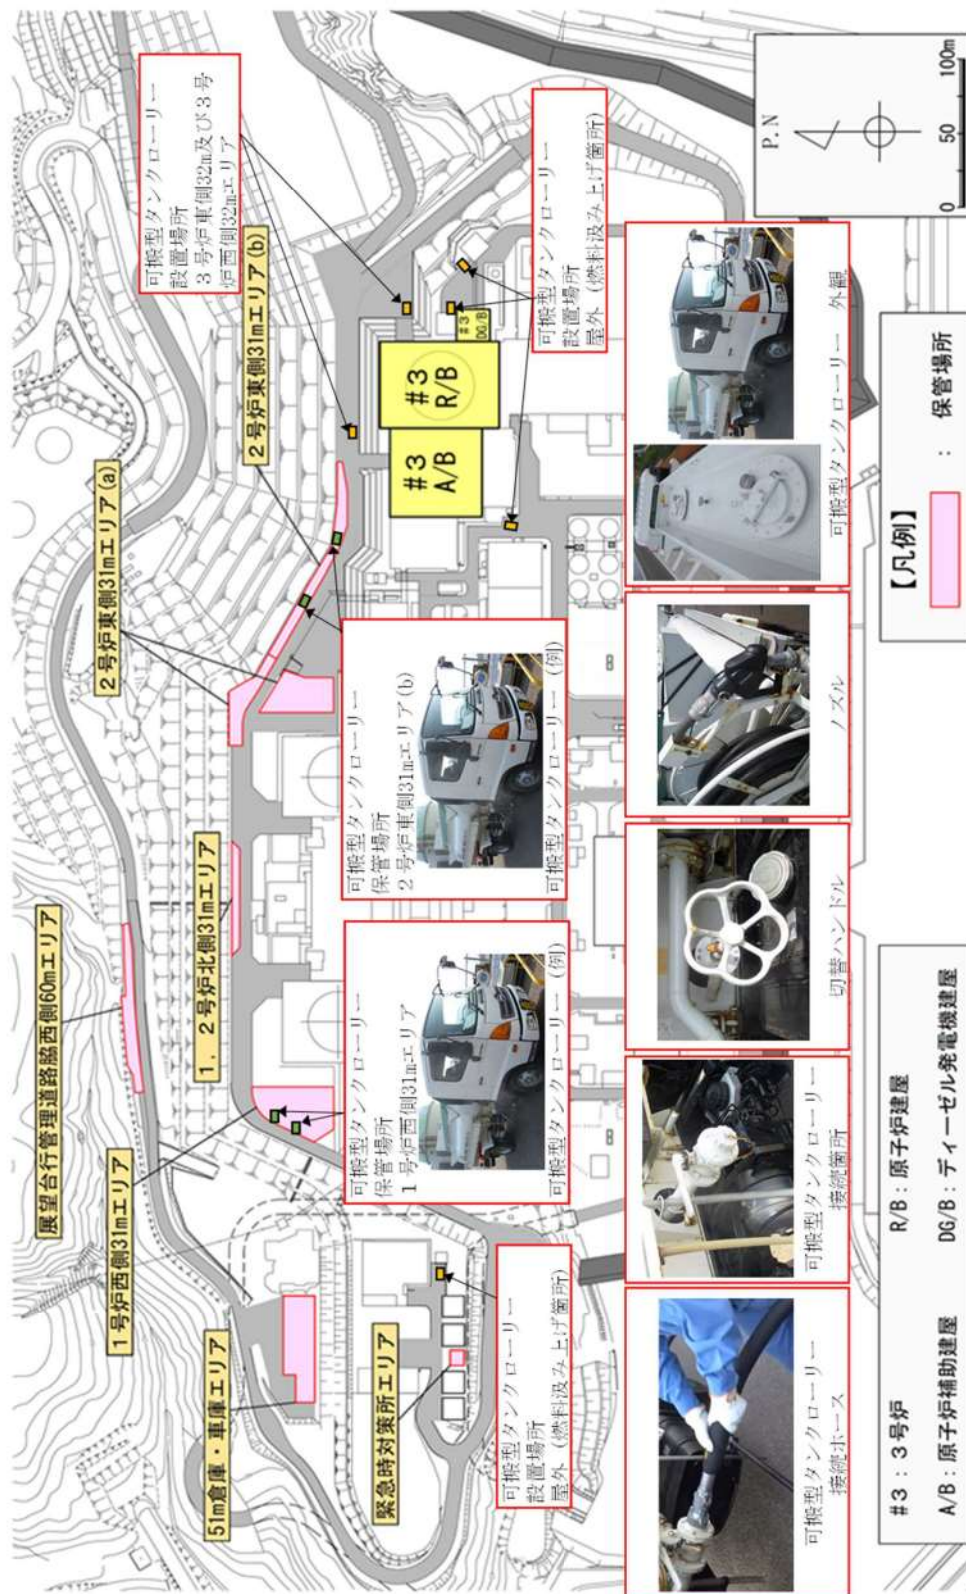 展望台行管理道路脇西側60mエリア
1号炉西側31mエリア
51m倉庫・車庫エリア
緊急時対策所エリア
1,2号炉北側31mエリア
2号炉東側31mエリア(a)
2号炉東側31mエリア(b)
可搬型タンクローリー
設置場所
3号炉東側32m及び3号
炉西側32mエリア
可搬型タンクローリー
設置場所
屋外（燃料汲み上げ箇所）
可搬型タンクローリー
保管場所
1号炉西側31mエリア
可搬型タンクローリー（例）
可搬型タンクローリー
保管場所
2号炉東側31mエリア(b)
可搬型タンクローリー（例）
可搬型タンクローリー
設置場所
屋外（燃料汲み上げ箇所）
#3
A/B
#3
R/B
#3
DG/B
P.N
0 50 100m
可搬型タンクローリー
接続ホース
可搬型タンクローリー
接続箇所
切替ハンドル
ノズル
可搬型タンクローリー 外観
#3：3号炉 R/B：原子炉建屋
A/B：原子炉補助建屋 DG/B：ディーゼル発電機建屋
【凡例】
： 保管場所